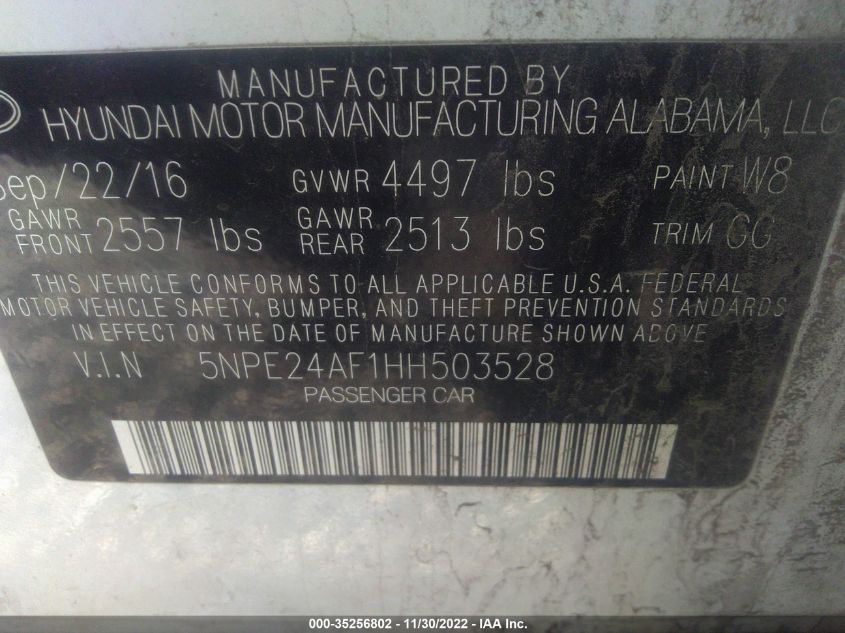 MANUFACTURED BY
HYUNDAI MOTOR MANUFACTURING ALABAMA, LLC
Sep/22/16 GVWR 4497 lbs PAINT W8
GAWR FRONT 2557 lbs GAWR REAR 2513 lbs TRIM GG
THIS VEHICLE CONFORMS TO ALL APPLICABLE U.S.A. FEDERAL
MOTOR VEHICLE SAFETY, BUMPER, AND THEFT PREVENTION STANDARDS
IN EFFECT ON THE DATE OF MANUFACTURE SHOWN ABOVE
V.I.N 5NPE24AF1HH503528
PASSENGER CAR
000-35256802 - 11/30/2022 - IAA Inc.